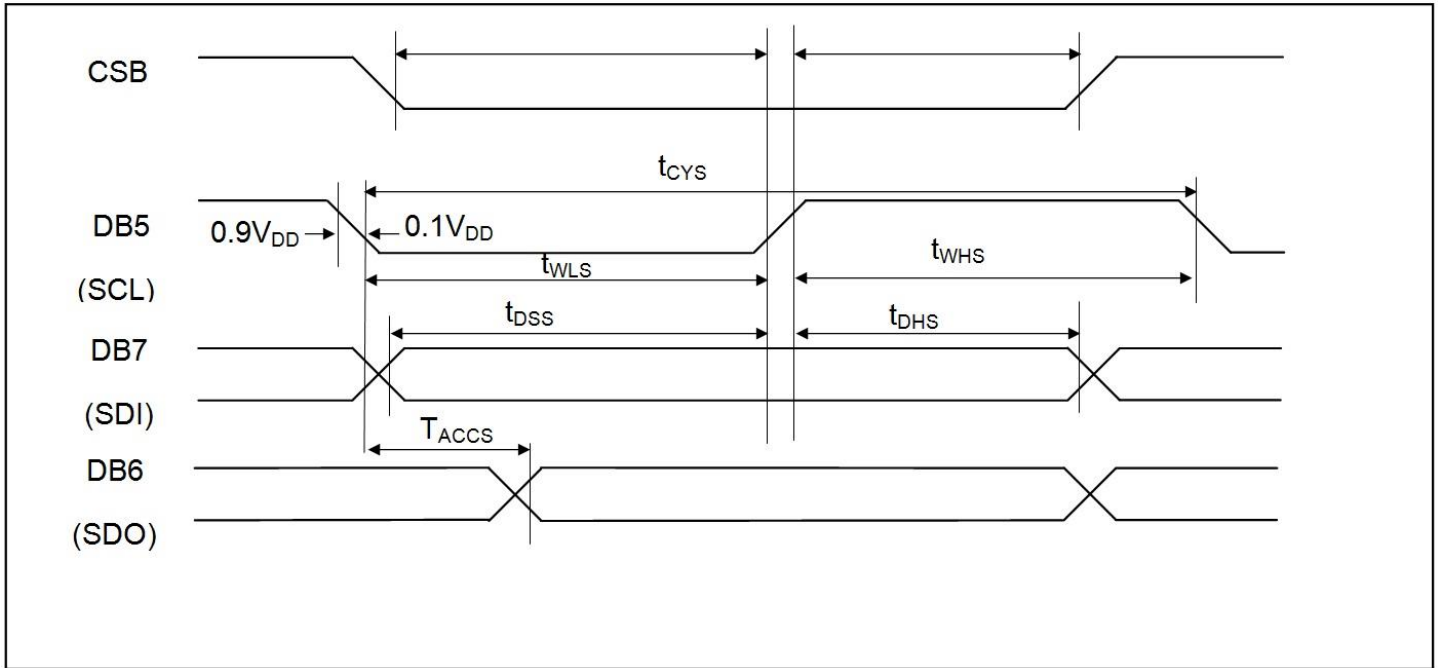 CSB
tCYS
DB5
0.9VDD
0.1VDD
tWLS
tWHS
(SCL)
tDSS
tDHS
DB7
(SDI)
TACCS
DB6
(SDO)